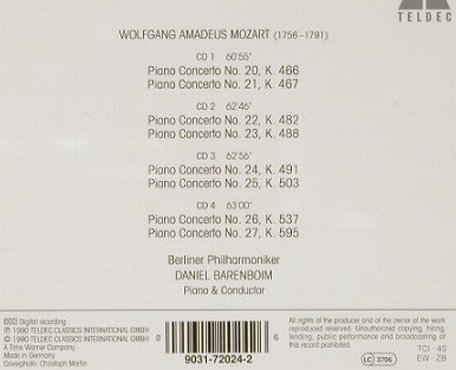 TELDEC
WOLFGANG AMADEUS MOZART (1756–1791)
CD 1 60'55"
Piano Concerto No. 20, K. 466
Piano Concerto No. 21, K. 467
CD 2 62'46"
Piano Concerto No. 22, K. 482
Piano Concerto No. 23, K. 488
CD 3 62'56"
Piano Concerto No. 24, K. 491
Piano Concerto No. 25, K. 503
CD 4 63'00"
Piano Concerto No. 26, K. 537
Piano Concerto No. 27, K. 595
Berliner Philharmoniker
DANIEL BARENBOIM
Piano & Conductor
DDD Digital recording
℗ 1990 TELDEC CLASSICS INTERNATIONAL GMBH
© 1990 TELDEC CLASSICS INTERNATIONAL GMBH
A Time Warner Company
Made in Germany
Coverphoto: Christoph Martin
0 6
9031-72024-2
All rights of the producer and of the owner of the work
reproduced reserved. Unauthorized copying, hiring,
lending, public performance and broadcasting of
this record prohibited.
TCI 4S
LC 3706
EW ZB